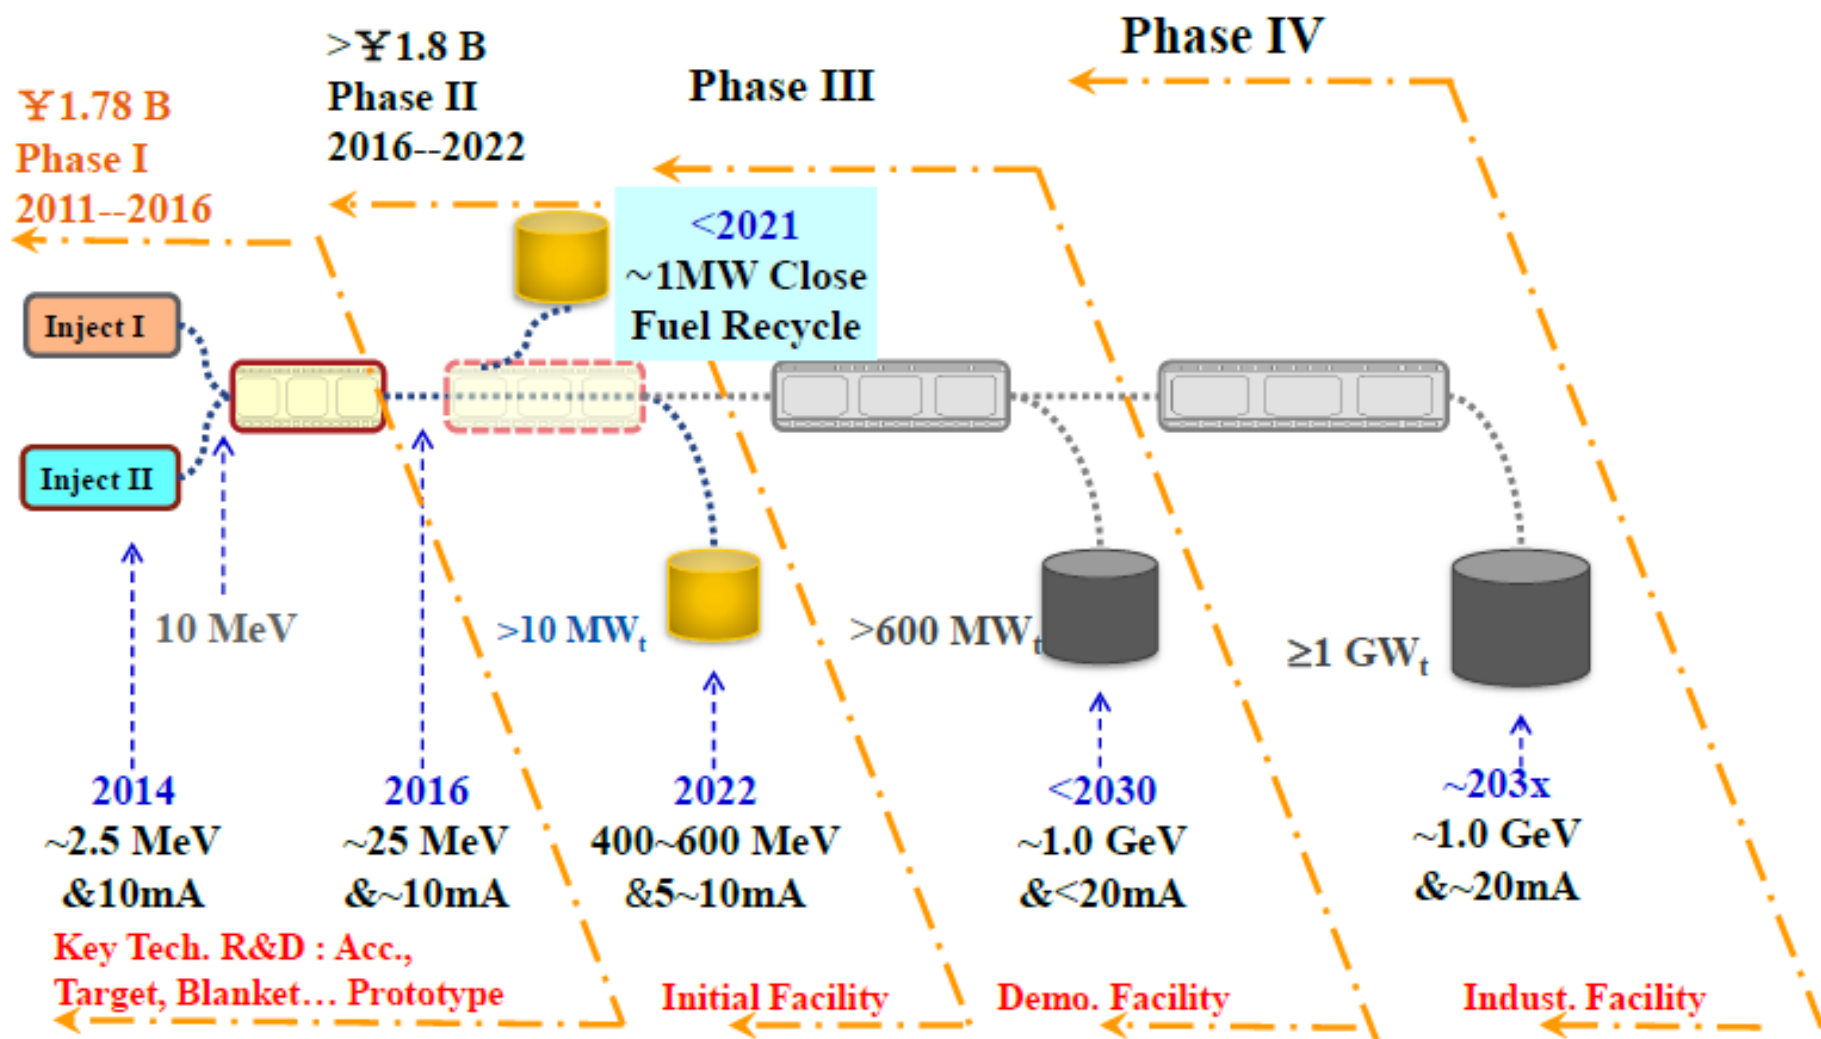 Phase IV
>¥1.8 B
Phase II
2016--2022
Phase III
¥1.78 B
Phase I
2011--2016
<2021
~1MW Close
Fuel Recycle
Inject I
Inject II
10 MeV
>10 MWt
>600 MWt
≥1 GWt
2014
~2.5 MeV
&10mA
2016
~25 MeV
&~10mA
2022
400~600 MeV
&5~10mA
<2030
~1.0 GeV
&<20mA
~203x
~1.0 GeV
&~20mA
Key Tech. R&D : Acc.,
Target, Blanket… Prototype
Initial Facility
Demo. Facility
Indust. Facility